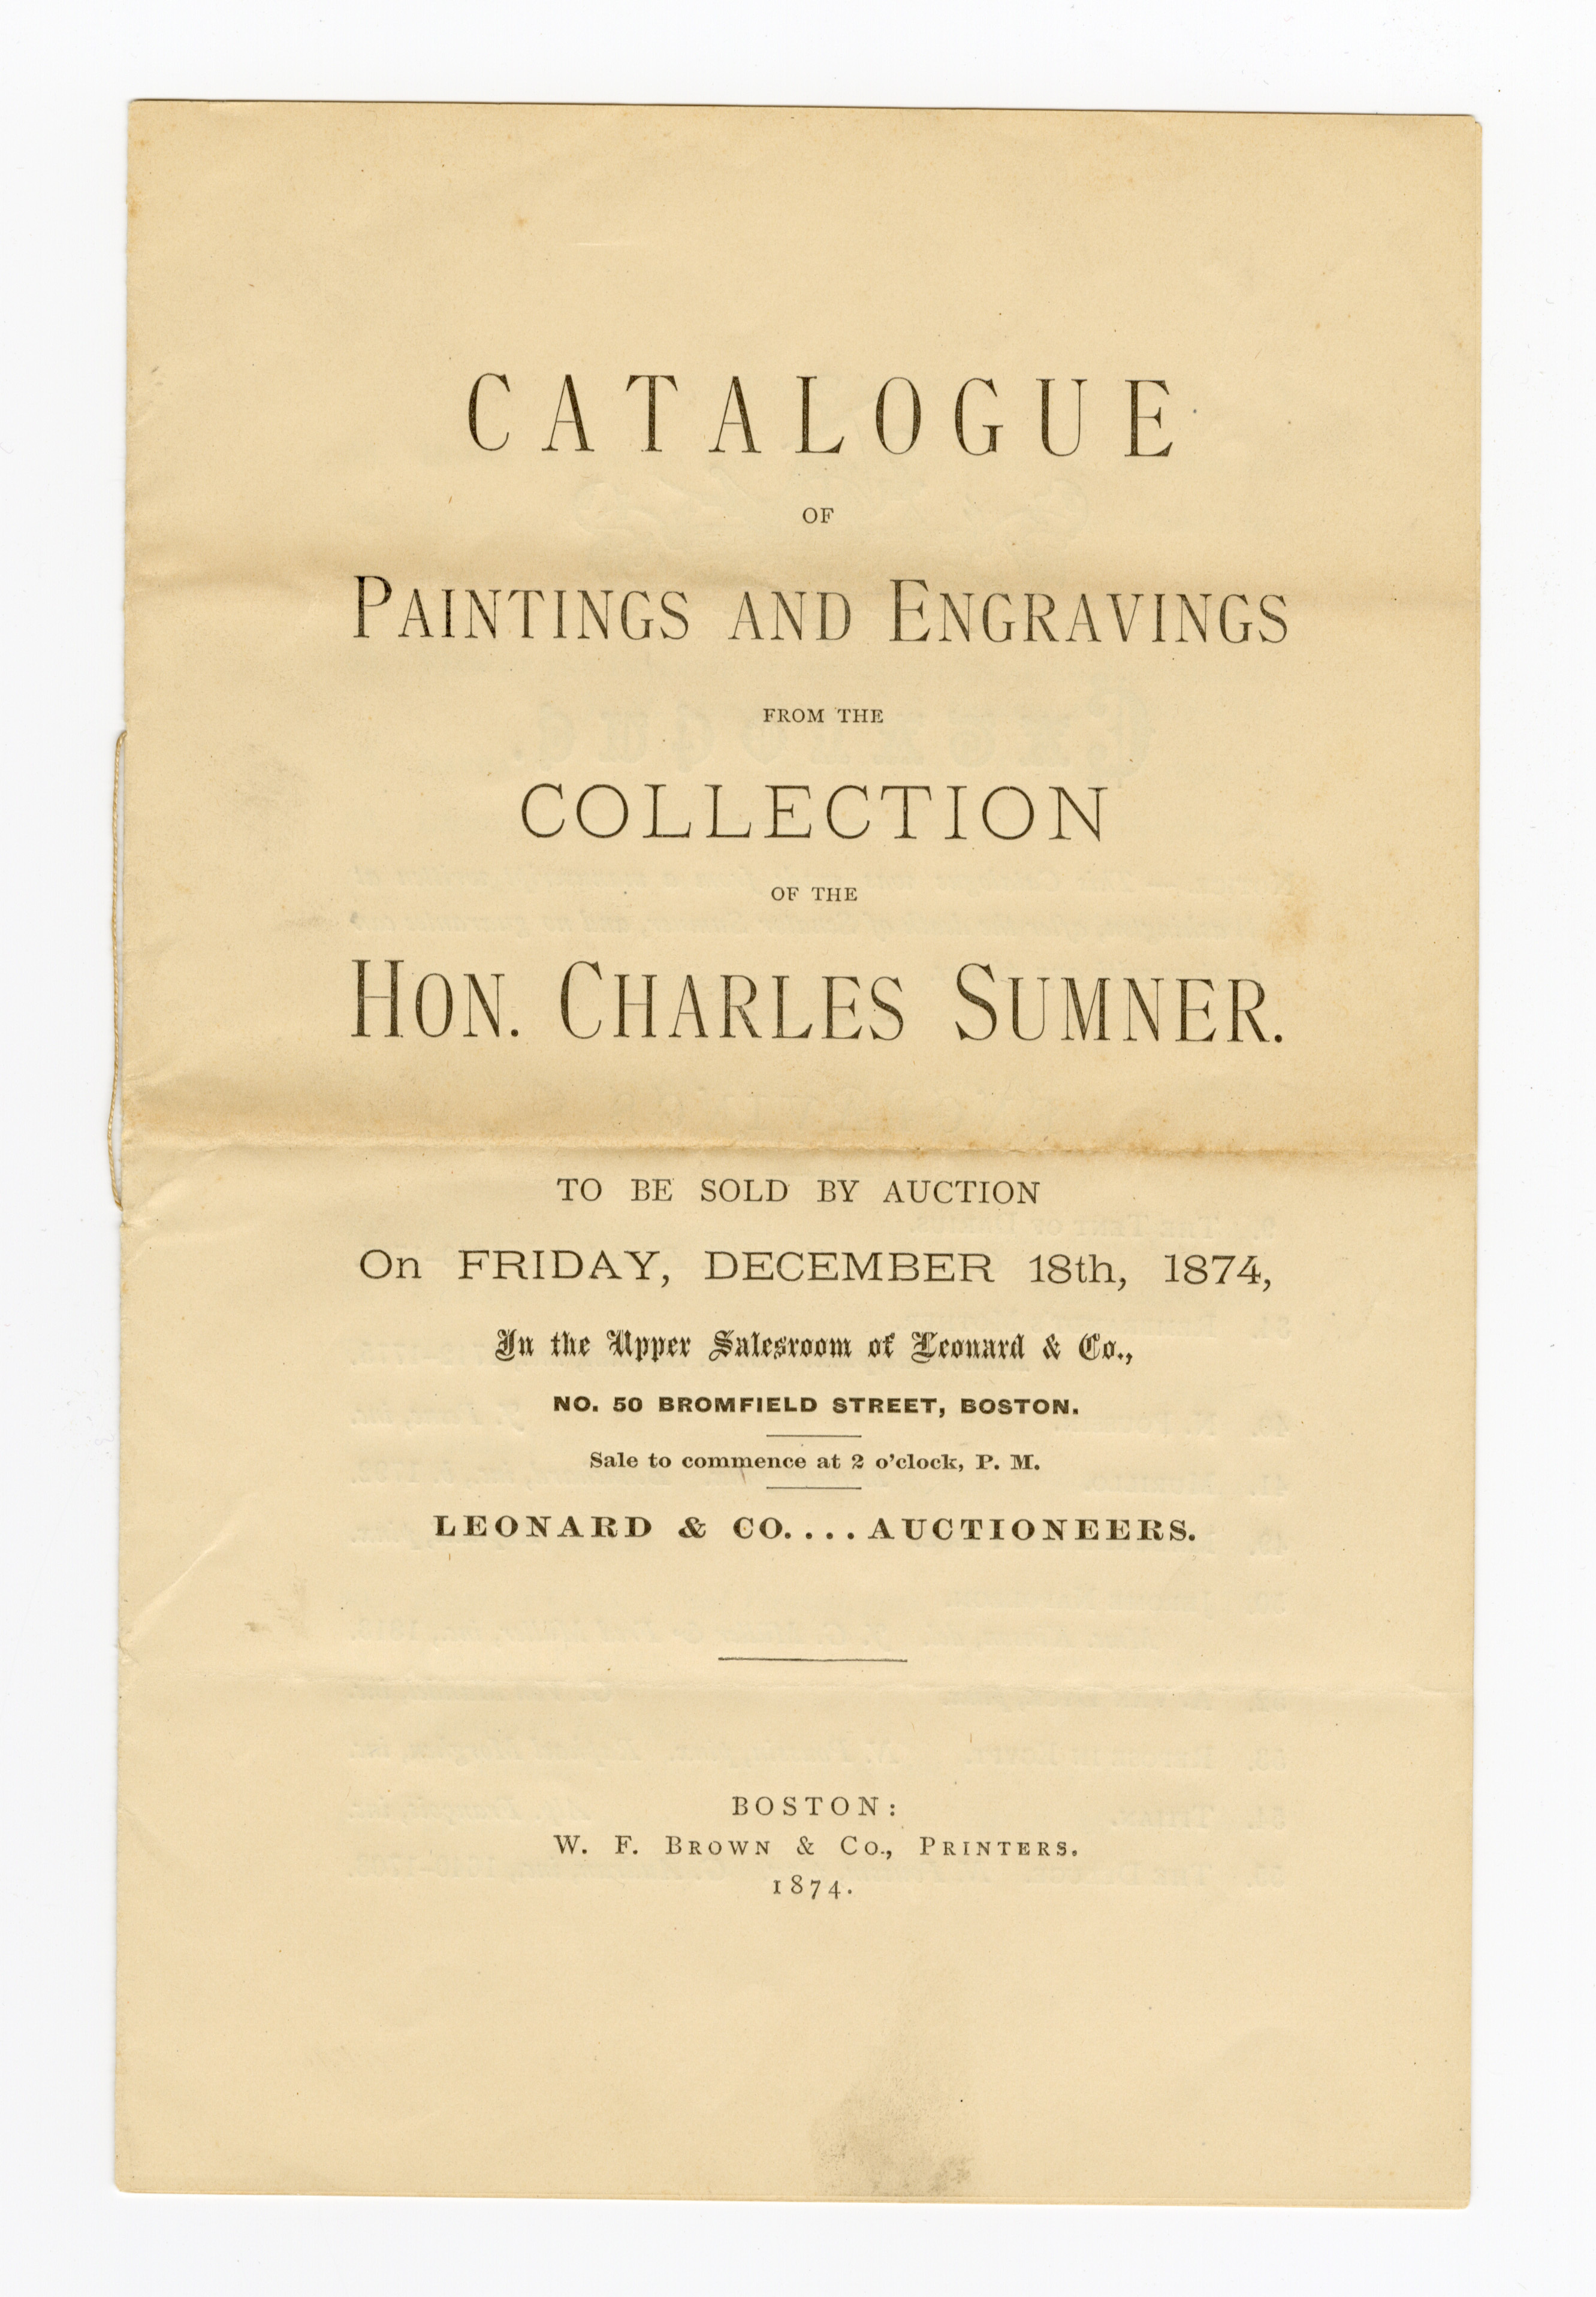 CATALOGUE
OF
PAINTINGS AND ENGRAVINGS
FROM THE
COLLECTION
OF THE
HON. CHARLES SUMNER.
TO BE SOLD BY AUCTION
On FRIDAY, DECEMBER 18th, 1874,
In the Upper Salesroom of Leonard & Co.,
NO. 50 BROMFIELD STREET, BOSTON.
Sale to commence at 2 o'clock, P. M.
LEONARD & CO....AUCTIONEERS.
BOSTON:
W. F. BROWN & CO., PRINTERS.
1874.